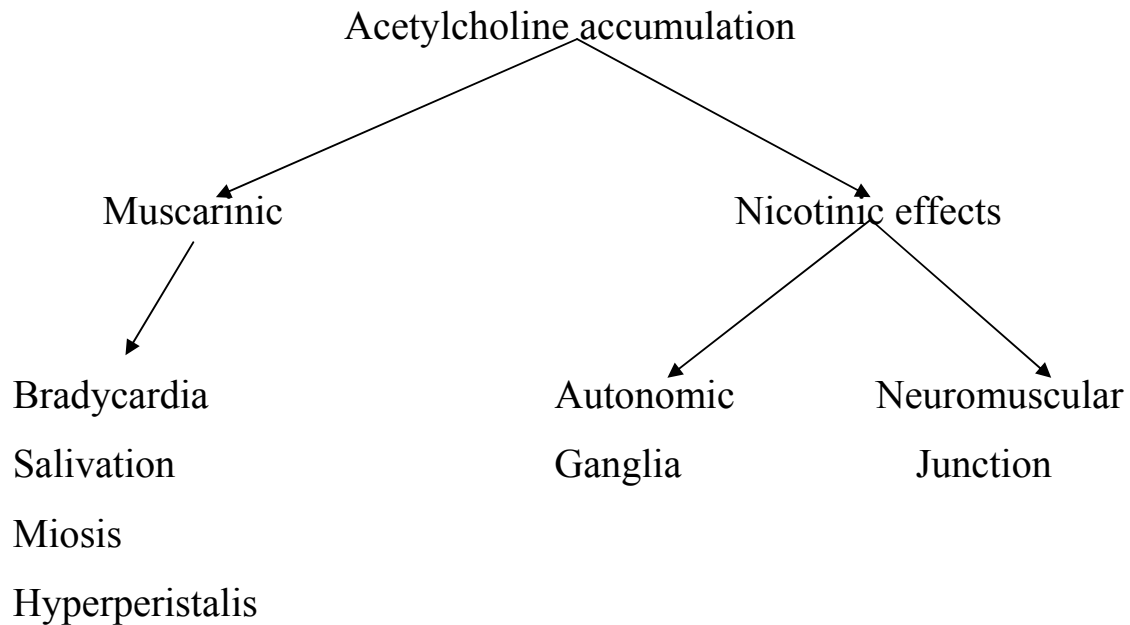 Acetylcholine accumulation
Muscarinic
Nicotinic effects
Bradycardia
Salivation
Miosis
Hyperperistalis
Autonomic
Ganglia
Neuromuscular
Junction